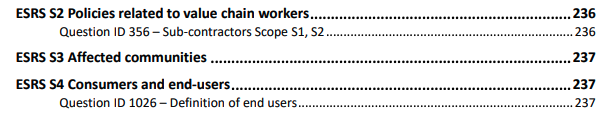 ESRS S2 Policies related to value chain workers........................................................................236
Question ID 356 – Sub-contractors Scope S1, S2........................................................................236
ESRS S3 Affected communities........................................................................237
ESRS S4 Consumers and end-users........................................................................237
Question ID 1026 – Definition of end users........................................................................237